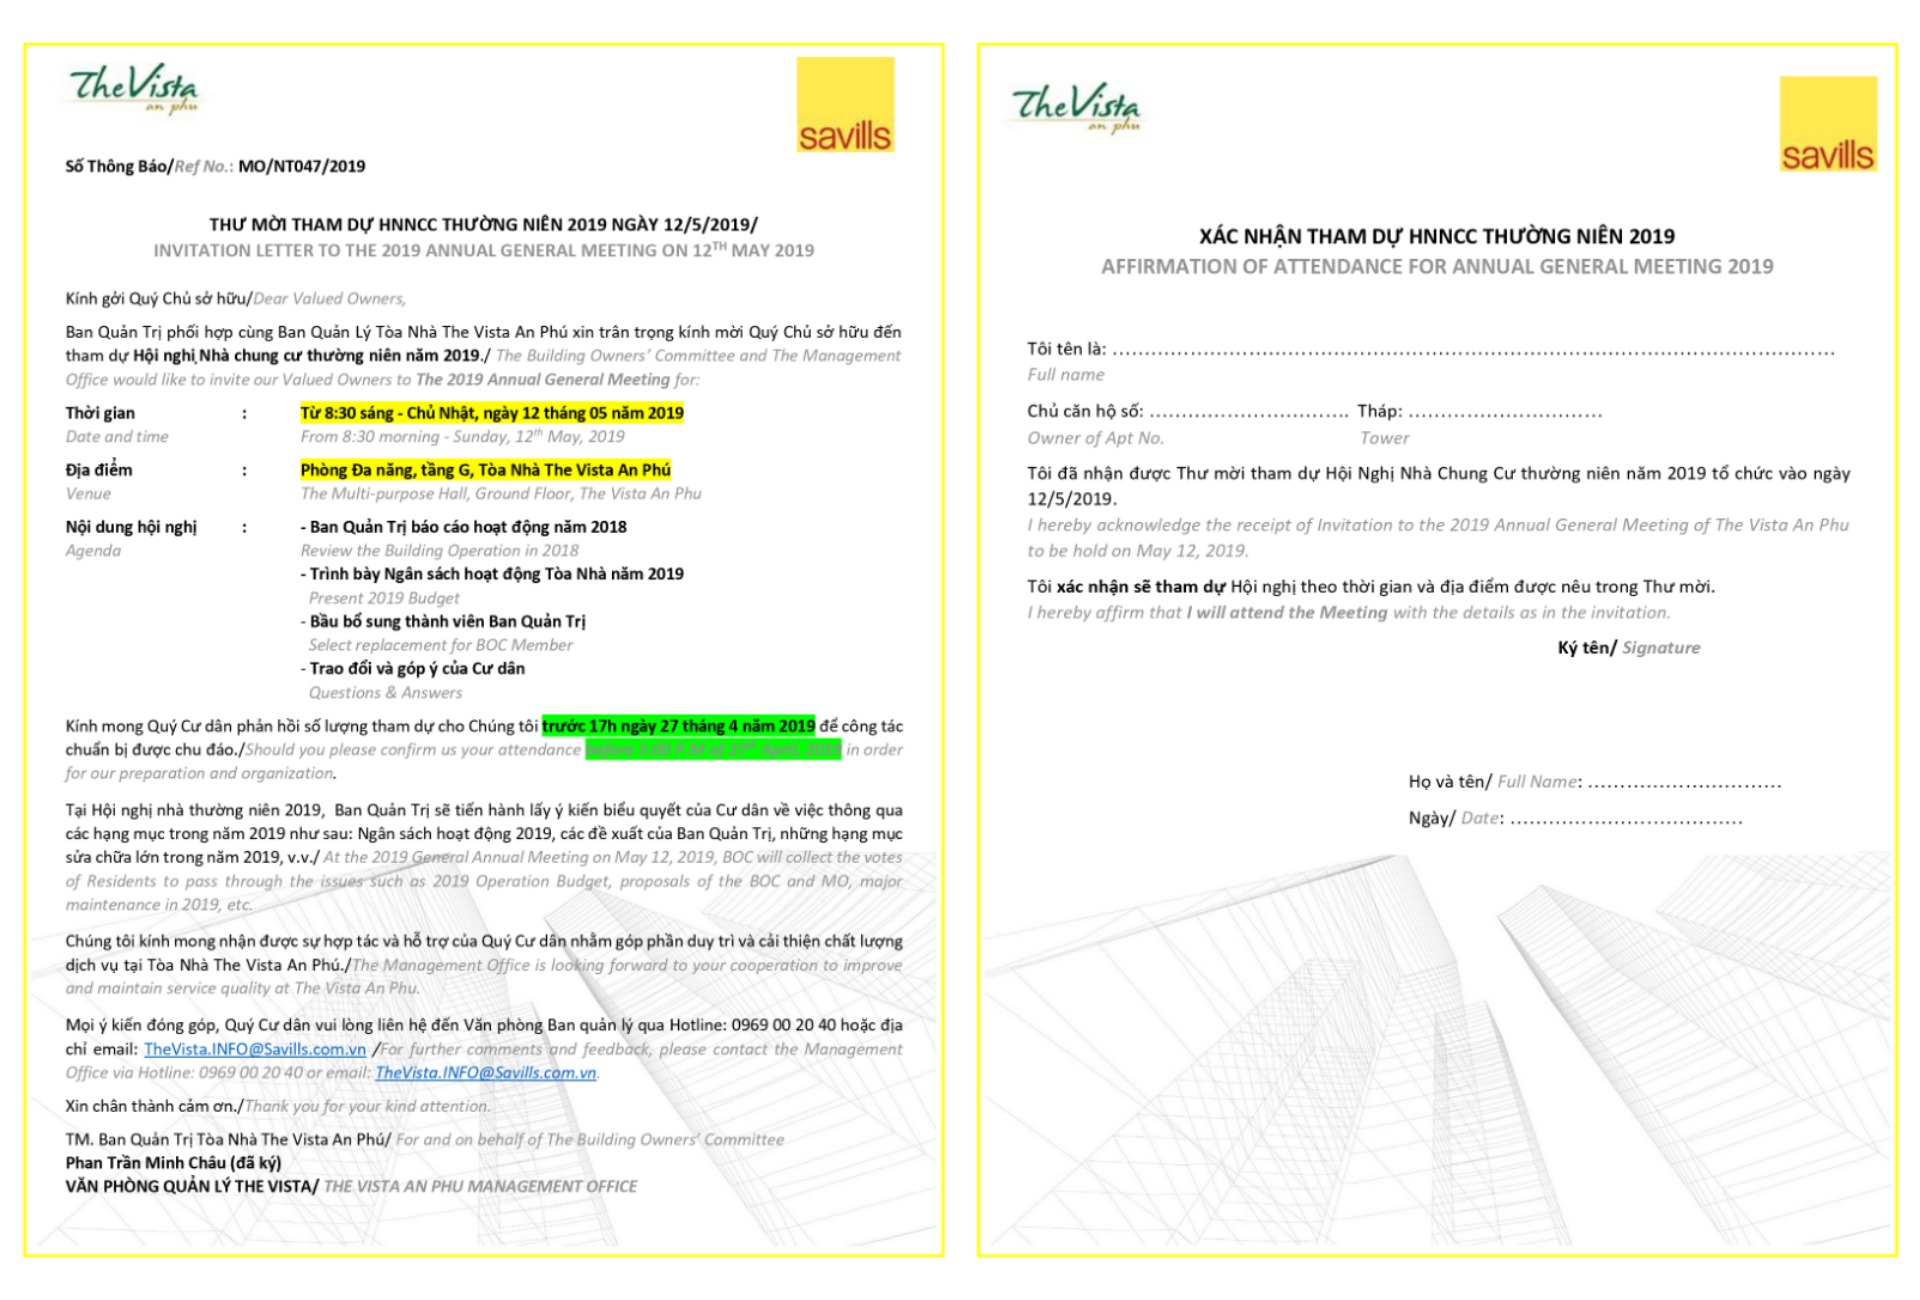 TheVista
an phu
savills
Số Thông Báo/Ref No.: MO/NT047/2019
THƯ MỜI THAM DỰ HNNCC THƯỜNG NIÊN 2019 NGÀY 12/5/2019/
INVITATION LETTER TO THE 2019 ANNUAL GENERAL MEETING ON 12TH MAY 2019
Kính gởi Quý Chủ sở hữu/Dear Valued Owners,
Ban Quản Trị phối hợp cùng Ban Quản Lý Tòa Nhà The Vista An Phú xin trân trọng kính mời Quý Chủ sở hữu đến
tham dự Hội nghị Nhà chung cư thường niên năm 2019./ The Building Owners' Committee and The Management
Office would like to invite our Valued Owners to The 2019 Annual General Meeting for:
Thời gian : Từ 8:30 sáng - Chủ Nhật, ngày 12 tháng 05 năm 2019
Date and time From 8:30 morning - Sunday, 12th May, 2019
Địa điểm : Phòng Đa năng, tầng G, Tòa Nhà The Vista An Phú
Venue The Multi-purpose Hall, Ground Floor, The Vista An Phu
Nội dung hội nghị : - Ban Quản Trị báo cáo hoạt động năm 2018
Agenda Review the Building Operation in 2018
- Trình bày Ngân sách hoạt động Tòa Nhà năm 2019
Present 2019 Budget
- Bầu bổ sung thành viên Ban Quản Trị
Select replacement for BOC Member
- Trao đổi và góp ý của Cư dân
Questions & Answers
Kính mong Quý Cư dân phản hồi số lượng tham dự cho Chúng tôi trước 17h ngày 27 tháng 4 năm 2019 để công tác
chuẩn bị được chu đáo./Should you please confirm us your attendance before 5:00 P.M of 27th April, 2019 in order
for our preparation and organization.
Tại Hội nghị nhà thường niên 2019, Ban Quản Trị sẽ tiến hành lấy ý kiến biểu quyết của Cư dân về việc thông qua
các hạng mục trong năm 2019 như sau: Ngân sách hoạt động 2019, các đề xuất của Ban Quản Trị, những hạng mục
sửa chữa lớn trong năm 2019, v.v./ At the 2019 General Annual Meeting on May 12, 2019, BOC will collect the votes
of Residents to pass through the issues such as 2019 Operation Budget, proposals of the BOC and MO, major
maintenance in 2019, etc.
Chúng tôi kính mong nhận được sự hợp tác và hỗ trợ của Quý Cư dân nhằm góp phần duy trì và cải thiện chất lượng
dịch vụ tại Tòa Nhà The Vista An Phú./The Management Office is looking forward to your cooperation to improve
and maintain service quality at The Vista An Phu.
Mọi ý kiến đóng góp, Quý Cư dân vui lòng liên hệ đến Văn phòng Ban quản lý qua Hotline: 0969 00 20 40 hoặc địa
chỉ email: TheVista.INFO@Savills.com.vn /For further comments and feedback, please contact the Management
Office via Hotline: 0969 00 20 40 or email: TheVista.INFO@Savills.com.vn.
Xin chân thành cảm ơn./Thank you for your kind attention.
TM. Ban Quản Trị Tòa Nhà The Vista An Phú/ For and on behalf of The Building Owners' Committee
Phan Trần Minh Châu (đã ký)
VĂN PHÒNG QUẢN LÝ THE VISTA/ THE VISTA AN PHU MANAGEMENT OFFICE
TheVista
an phu
savills
XÁC NHẬN THAM DỰ HNNCC THƯỜNG NIÊN 2019
AFFIRMATION OF ATTENDANCE FOR ANNUAL GENERAL MEETING 2019
Tôi tên là: ........................................................
Full name
Chủ căn hộ số: ............................... Tháp: ..............................
Owner of Apt No. Tower
Tôi đã nhận được Thư mời tham dự Hội Nghị Nhà Chung Cư thường niên năm 2019 tổ chức vào ngày
12/5/2019.
I hereby acknowledge the receipt of Invitation to the 2019 Annual General Meeting of The Vista An Phu
to be hold on May 12, 2019.
Tôi xác nhận sẽ tham dự Hội nghị theo thời gian và địa điểm được nêu trong Thư mời.
I hereby affirm that I will attend the Meeting with the details as in the invitation.
Ký tên/ Signature
Họ và tên/ Full Name: ..............................
Ngày/ Date: ....................................